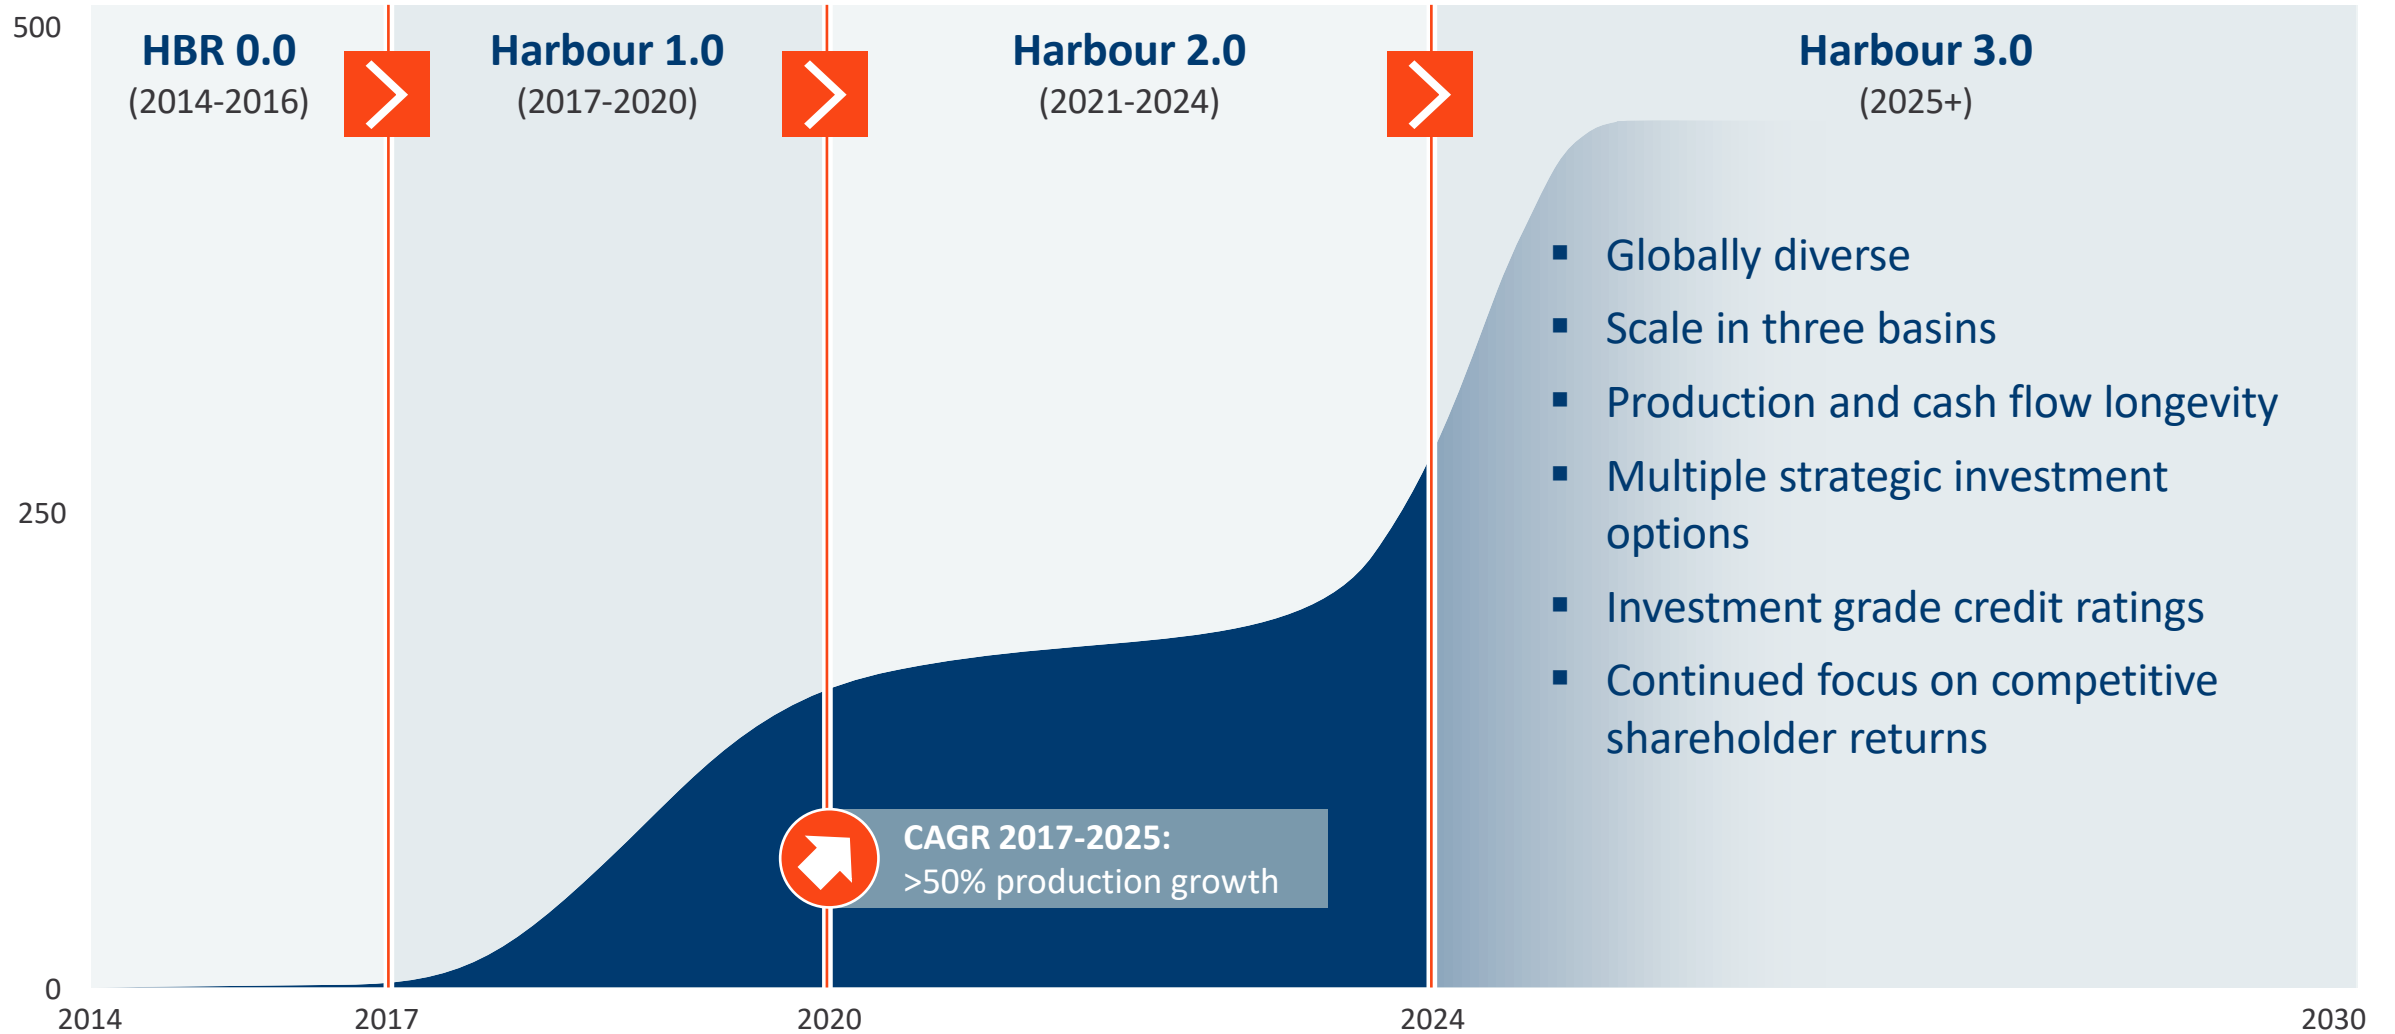 500
250
0
HBR 0.0
(2014-2016)
Harbour 1.0
(2017-2020)
Harbour 2.0
(2021-2024)
Harbour 3.0
(2025+)
▪ Globally diverse
▪ Scale in three basins
▪ Production and cash flow longevity
▪ Multiple strategic investment
options
▪ Investment grade credit ratings
▪ Continued focus on competitive
shareholder returns
CAGR 2017-2025:
>50% production growth
2014
2017
2020
2024
2030